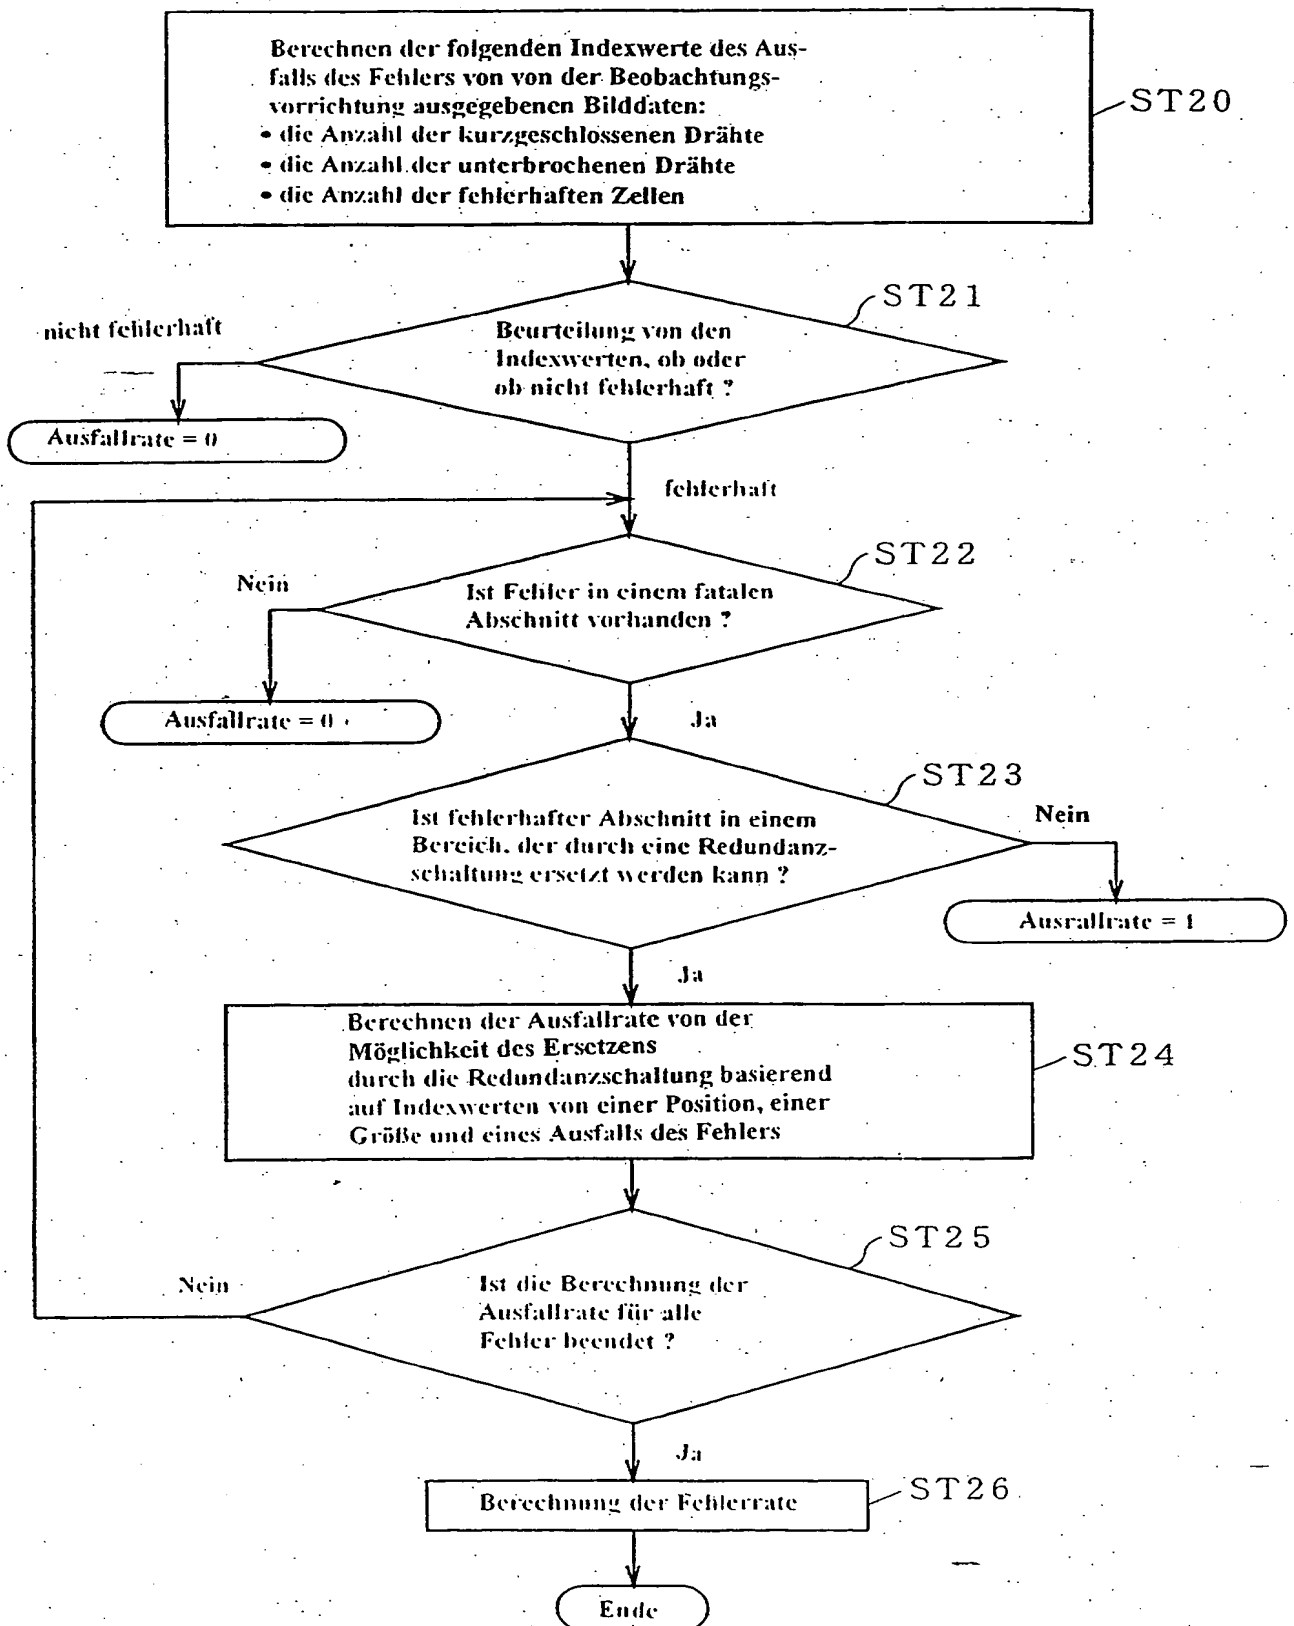 Berechnen der folgenden Indexwerte des Aus-
falls des Fehlers von von der Beobachtungs-
vorrichtung ausgegebenen Bilddaten:
• die Anzahl der kurzgeschlossenen Drähte
• die Anzahl der unterbrochenen Drähte
• die Anzahl der fehlerhaften Zellen
ST20
ST21
nicht fehlerhaft
Beurteilung von den
Indexwerten, ob oder
ob nicht fehlerhaft ?
Ausfallrate = 0
fehlerhaft
ST22
Nein
Ist Fehler in einem fatalen
Abschnitt vorhanden ?
Ausfallrate = 0
Ja
ST23
Ist fehlerhafter Abschnitt in einem
Bereich, der durch eine Redundanz-
schaltung ersetzt werden kann ?
Nein
Ausrallrate = 1
Ja
Berechnen der Ausfallrate von der
Möglichkeit des Ersetzens
durch die Redundanzschaltung basierend
auf Indexwerten von einer Position, einer
Größe und eines Ausfalls des Fehlers
ST24
ST25
Nein
Ist die Berechnung der
Ausfallrate für alle
Fehler beendet ?
Ja
Berechnung der Fehlerrate
ST26
Ende